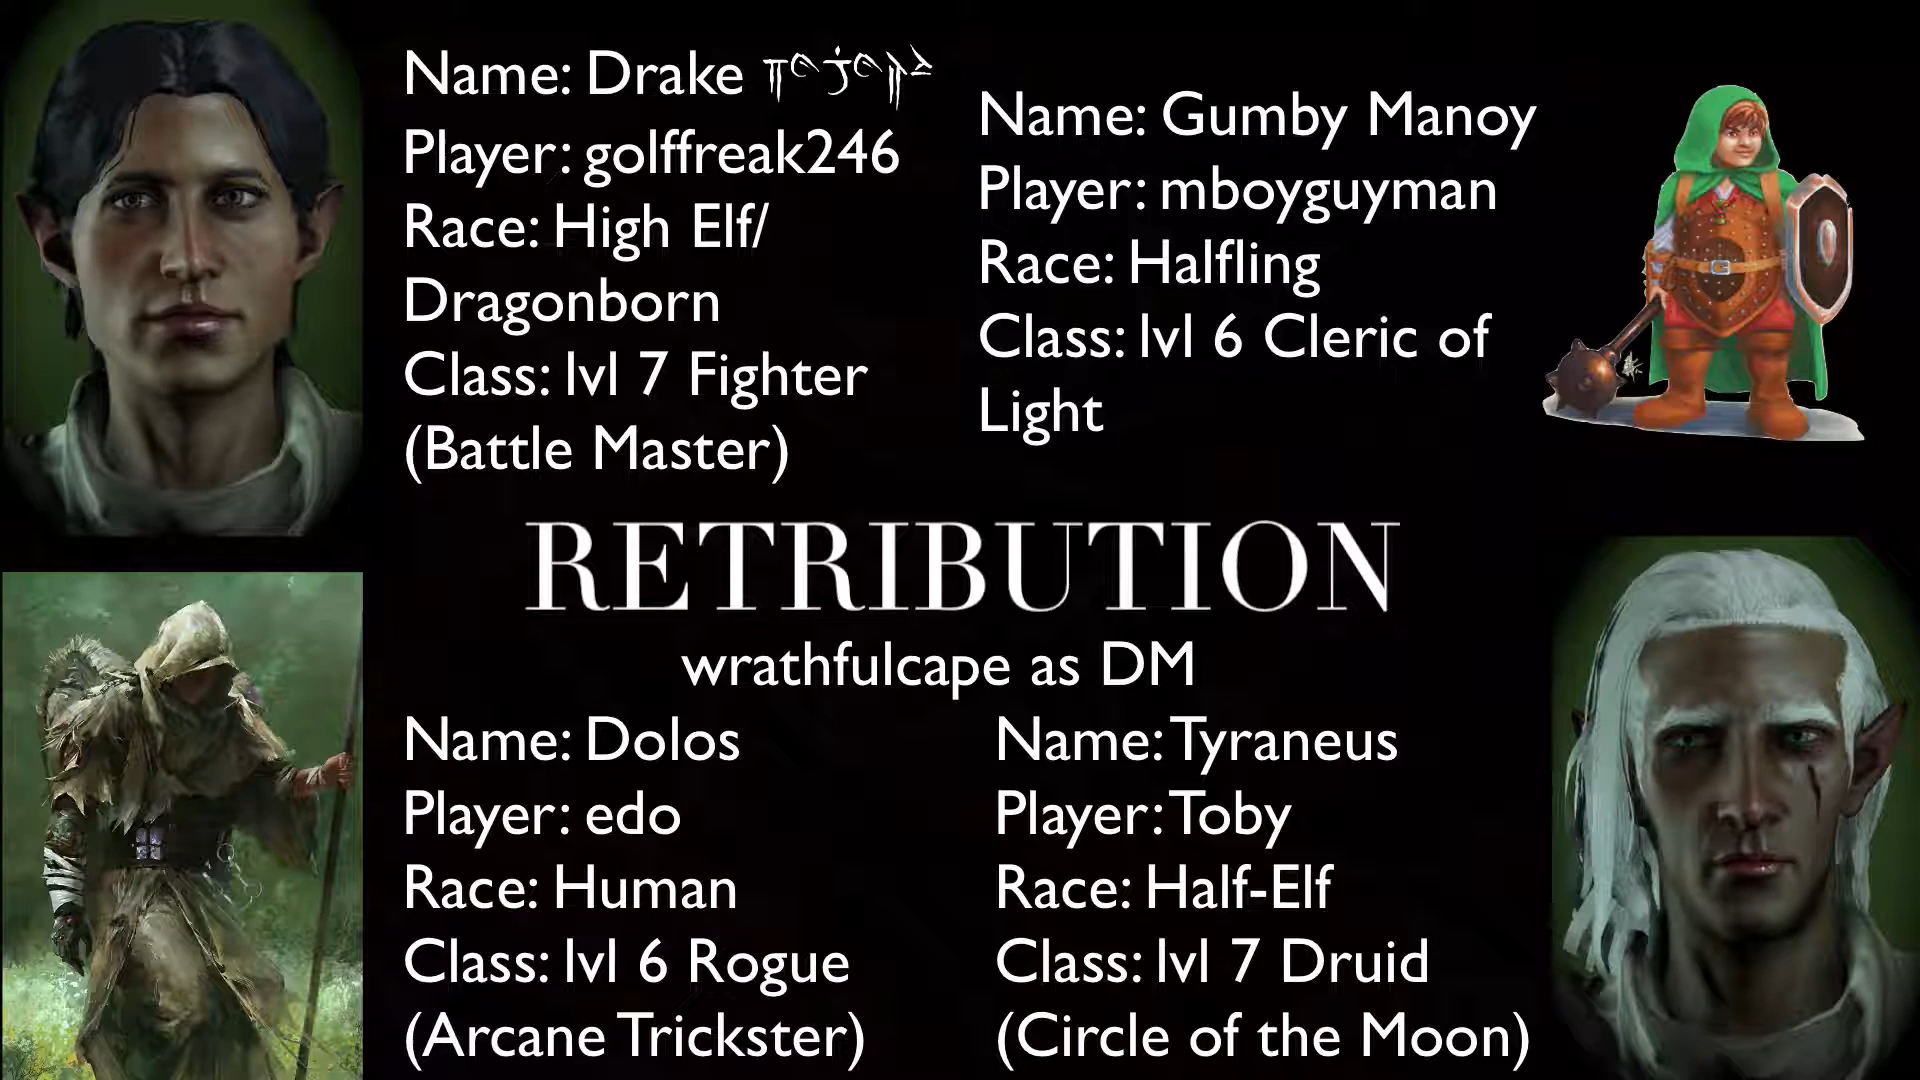 Name: Drake
Player: golffreak246
Race: High Elf/
Dragonborn
Class: lvl 7 Fighter
(Battle Master)
Name: Gumby Manoy
Player: mboyguyman
Race: Halfling
Class: lvl 6 Cleric of
Light
RETRIBUTION
wrathfulcape as DM
Name: Dolos
Player: edo
Race: Human
Class: lvl 6 Rogue
(Arcane Trickster)
Name: Tyraneus
Player: Toby
Race: Half-Elf
Class: lvl 7 Druid
(Circle of the Moon)